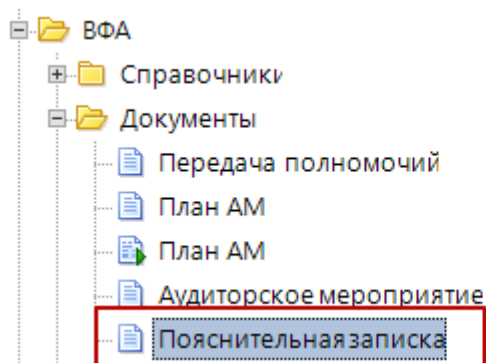 ВФА
Справочники
Документы
Передача полномочий
План АМ
План АМ
Аудиторское мероприятие
Пояснительная записка